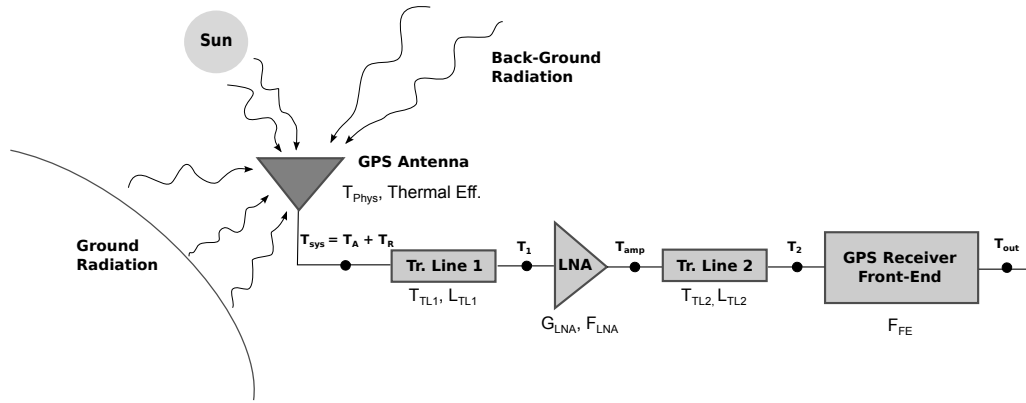 Sun
Back-Ground
Radiation
GPS Antenna
T_Phys, Thermal Eff.
Ground
Radiation
T_sys = T_A + T_R
T_1
T_amp
T_2
T_out
Tr. Line 1
LNA
Tr. Line 2
GPS Receiver
Front-End
T_TL1, L_TL1
G_LNA, F_LNA
T_TL2, L_TL2
F_FE